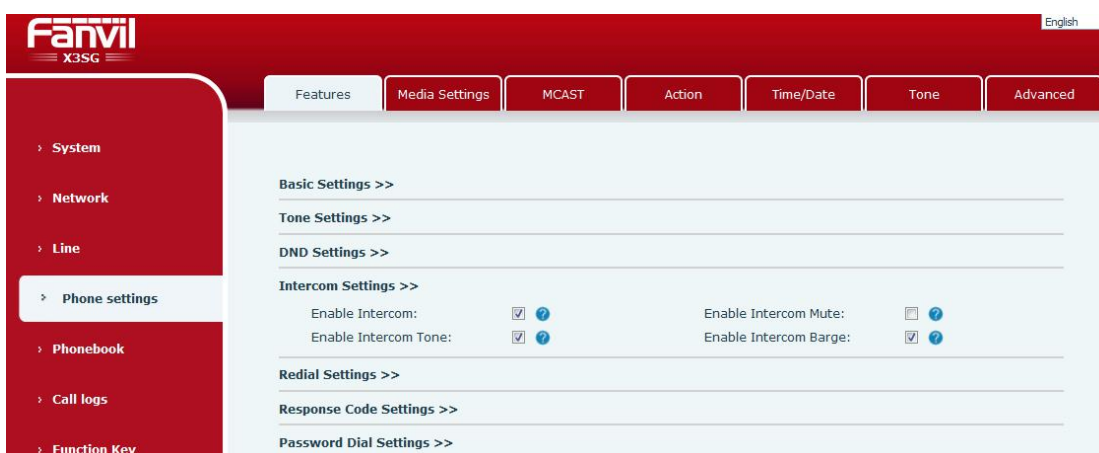 English
Fanvil
X3SG
Features Media Settings MCAST Action Time/Date Tone Advanced
› System
› Network
› Line
› Phone settings
› Phonebook
› Call logs
› Function Key
Basic Settings >>
Tone Settings >>
DND Settings >>
Intercom Settings >>
Enable Intercom: ? Enable Intercom Mute: ?
Enable Intercom Tone: ? Enable Intercom Barge: ?
Redial Settings >>
Response Code Settings >>
Password Dial Settings >>